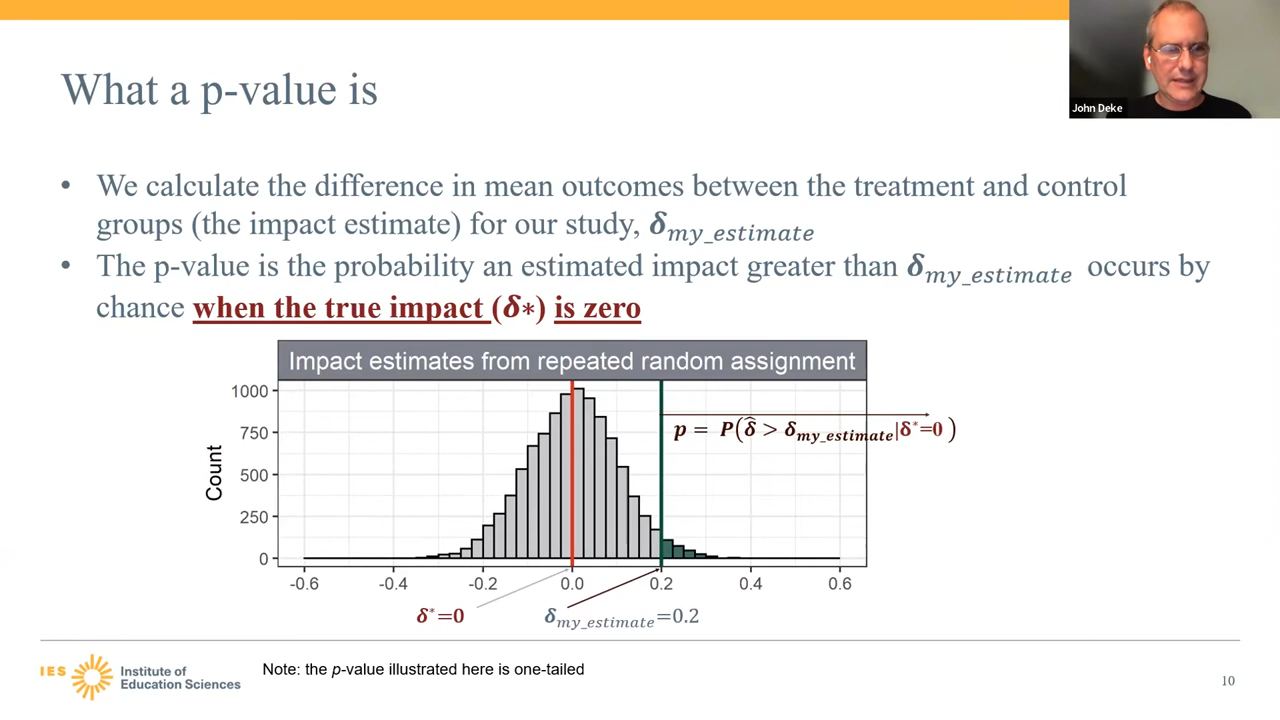 John Deke
What a p-value is
• We calculate the difference in mean outcomes between the treatment and control
groups (the impact estimate) for our study, δ_my_estimate
• The p-value is the probability an estimated impact greater than δ_my_estimate occurs by
chance when the true impact (δ*) is zero
Impact estimates from repeated random assignment
Count
1000
750
500
250
0
p = P(δ̂ > δ_my_estimate|δ*=0 )
-0.6 -0.4 -0.2 0.0 0.2 0.4 0.6
δ*=0
δ_my_estimate=0.2
IES Institute of
Education Sciences
Note: the p-value illustrated here is one-tailed
10